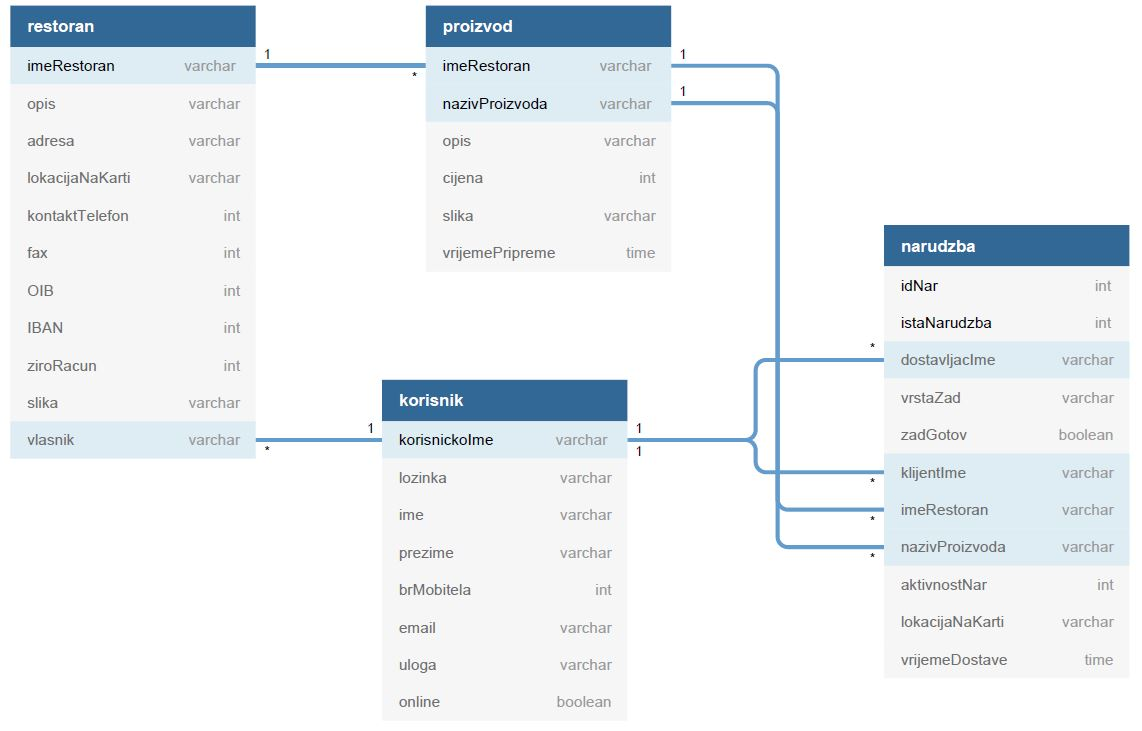 restoran
imeRestoran varchar
opis varchar
adresa varchar
lokacijaNaKarti varchar
kontaktTelefon int
fax int
OIB int
IBAN int
ziroRacun int
slika varchar
vlasnik varchar
1
*
*
1
proizvod
imeRestoran varchar
nazivProizvoda varchar
opis varchar
cijena int
slika varchar
vrijemePripreme time
1
1
korisnik
korisnickoIme varchar
lozinka varchar
ime varchar
prezime varchar
brMobitela int
email varchar
uloga varchar
online boolean
1
1
narudzba
idNar int
istaNarudzba int
dostavljacIme varchar
vrstaZad varchar
zadGotov boolean
klijentIme varchar
imeRestoran varchar
nazivProizvoda varchar
aktivnostNar int
lokacijaNaKarti varchar
vrijemeDostave time
*
*
*
*